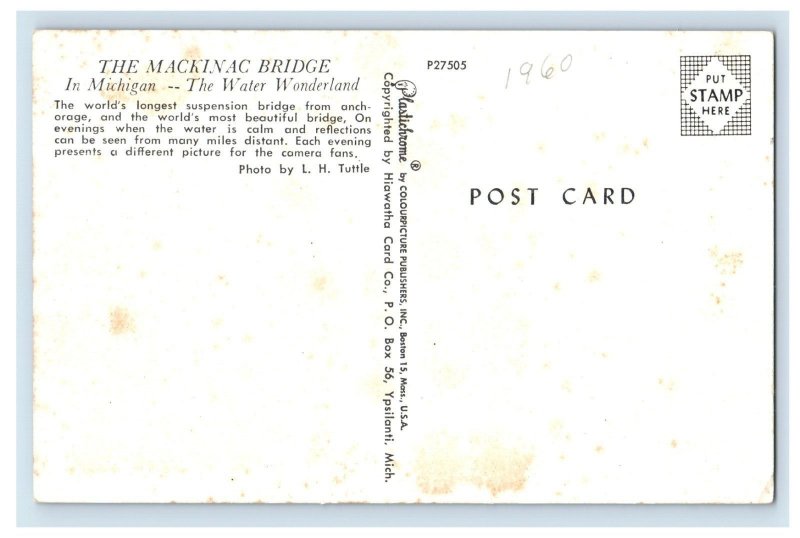 THE MACKINAC BRIDGE
In Michigan -- The Water Wonderland
The world's longest suspension bridge from anch-
orage, and the world's most beautiful bridge, On
evenings when the water is calm and reflections
can be seen from many miles distant. Each evening
presents a different picture for the camera fans.
Photo by L. H. Tuttle
Plastichrome ® by COLOURPICTURE PUBLISHERS, INC., Boston 15, Mass., U.S.A.
Copyrighted by Hiawatha Card Co., P. O. Box 56, Ypsilanti, Mich.
P27505
1960
PUT
STAMP
HERE
POST CARD